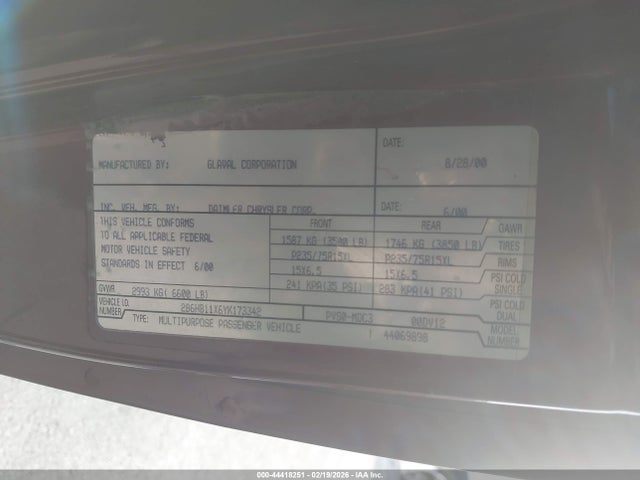 MANUFACTURED BY: GLAVAL CORPORATION DATE: 8/28/00
INC. VEH. MFG. BY: DAIMLER CHRYSLER CORP. DATE: 6/00
THIS VEHICLE CONFORMS
TO ALL APPLICABLE FEDERAL
MOTOR VEHICLE SAFETY
STANDARDS IN EFFECT 6/00
FRONT REAR GAWR
1587 KG (3500 LB) 1746 KG (3850 LB) TIRES
P235/75R15XL P235/75R15XL RIMS
15X6.5 15X6.5 PSI COLD SINGLE
241 KPA(35 PSI) 283 KPA(41 PSI) PSI COLD DUAL
GVWR 2993 KG( 6600 LB)
VEHICLE I.D. NUMBER 2B6HB11X6YK173342 00DV12 MODEL NUMBER
TYPE: MULTIPURPOSE PASSENGER VEHICLE 44069898
000-44418251 - 02/19/2026 - © IAA Inc.